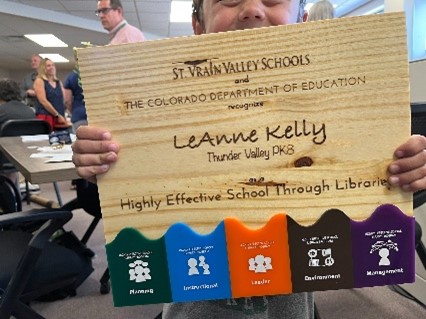 ST. VRAIN VALLEY SCHOOLS
and
THE COLORADO DEPARTMENT OF EDUCATION
recognize
LeAnne Kelly
Thunder Valley PK8
Highly Effective School Through Librarie
Planning
Instructional
Leader
Environment
Management